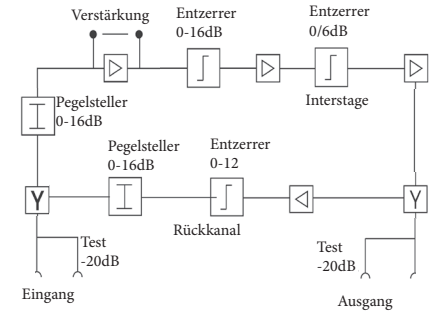 Verstärkung
Entzerrer
0-16dB
Entzerrer
0/6dB
Interstage
Pegelsteller
0-16dB
Pegelsteller
0-16dB
Entzerrer
0-12
Y
Y
Rückkanal
Test
-20dB
Test
-20dB
Eingang
Ausgang